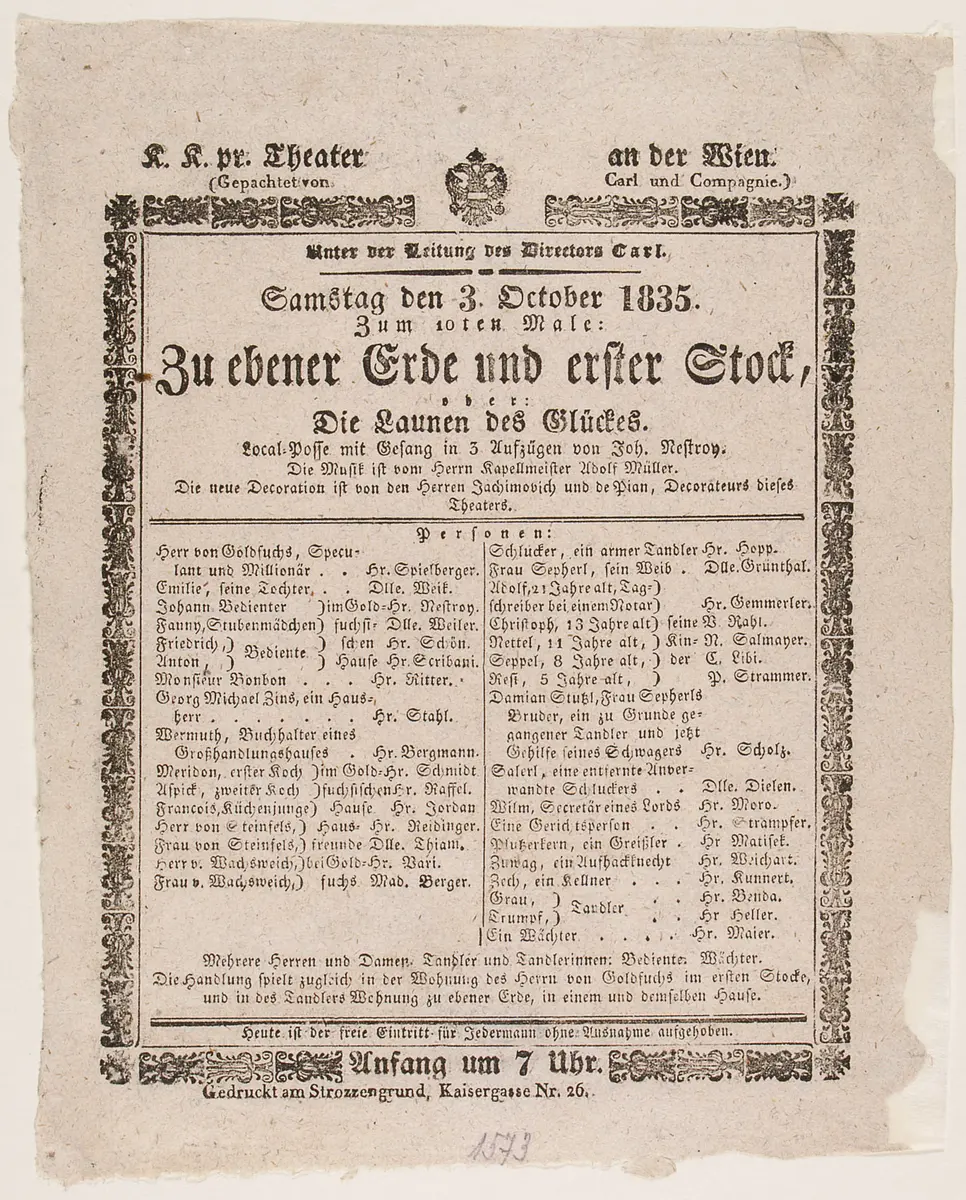 K. K. pr. Theater an der Wien.
(Gepachtet von Carl und Compagnie.)
Unter der Leitung des Directors Carl.
Samstag den 3. October 1835.
Zum 10ten Male:
Zu ebener Erde und erster Stock,
oder:
Die Launen des Glückes.
Local-Posse mit Gesang in 3 Aufzügen von Joh. Nestroy.
Die Musik ist vom Herrn Kapellmeister Adolf Müller.
Die neue Decoration ist von den Herren Jachimovich und de Pian, Decorateurs dieses
Theaters.
Personen:
Herr von Goldfuchs, Specu-
lant und Millionär . . Hr. Spielberger.
Emilie, seine Tochter . . Dlle. Weik.
Johann Bedienter )im Gold- Hr. Nestroy.
Fanny, Stubenmädchen) fuchsi- Dlle. Weiler.
Friedrich,) Bediente ) schen Hr. Schön.
Anton, ) ) Hause Hr. Scribani.
Monsieur Bonbon . . . Hr. Ritter.
Georg Michael Zins, ein Haus-
herr . . . . . . . Hr. Stahl.
Wermuth, Buchhalter eines
Großhandlungshauses . Hr. Bergmann.
Meridon, erster Koch )im Gold- Hr. Schmidt
Aspick, zweiter Koch )fuchsischen Hr. Raffel.
Francois, Küchenjunge) Hause Hr. Jordan
Herr von Steinfels,) Haus- Hr. Reidinger.
Frau von Steinfels,) freunde Dlle. Thiam.
Herr v. Wachsweich,) bei Gold- Hr. Vari.
Frau v. Wachsweich,) fuchs Mad. Berger.
Schlucker, ein armer Tandler Hr. Hopp.
Frau Sepherl, sein Weib . Dlle. Grünthal.
Adolf, 21 Jahre alt, Tag-)
schreiber bei einem Notar) Hr. Gemmerler.
Christoph, 13 Jahre alt) seine V. Rahl.
Nettel, 11 Jahre alt, ) Kin- N. Salmayer.
Seppel, 8 Jahre alt, ) der C. Libi.
Resi, 5 Jahre alt, ) P. Strammer.
Damian Stutzl, Frau Sepherls
Bruder, ein zu Grunde ge-
gangener Tandler und jetzt
Gehilfe seines Schwagers Hr. Scholz.
Salerl, eine entfernte Anver-
wandte Schluckers . . Dlle. Dielen.
Wilm, Secretär eines Lords Hr. Moro.
Eine Gerichtsperson . . Hr. Strampfer.
Plutzerkern, ein Greißler . Hr Matisek.
Zuwag, ein Aufhackknecht Hr. Weichart.
Zech, ein Kellner . . . Hr. Kunnert.
Grau, ) Tandler . . Hr. Benda.
Trumpf,) . . Hr Heller.
Ein Wächter . . . . Hr. Maier.
Mehrere Herren und Damen. Tandler und Tandlerinnen. Bediente. Wächter.
Die Handlung spielt zugleich in der Wohnung des Herrn von Goldfuchs im ersten Stocke,
und in des Tandlers Wohnung zu ebener Erde, in einem und demselben Hause.
Heute ist der freie Eintritt für Jedermann ohne Ausnahme aufgehoben.
Anfang um 7 Uhr.
Gedruckt am Strozzengrund, Kaisergasse Nr. 26.
1573